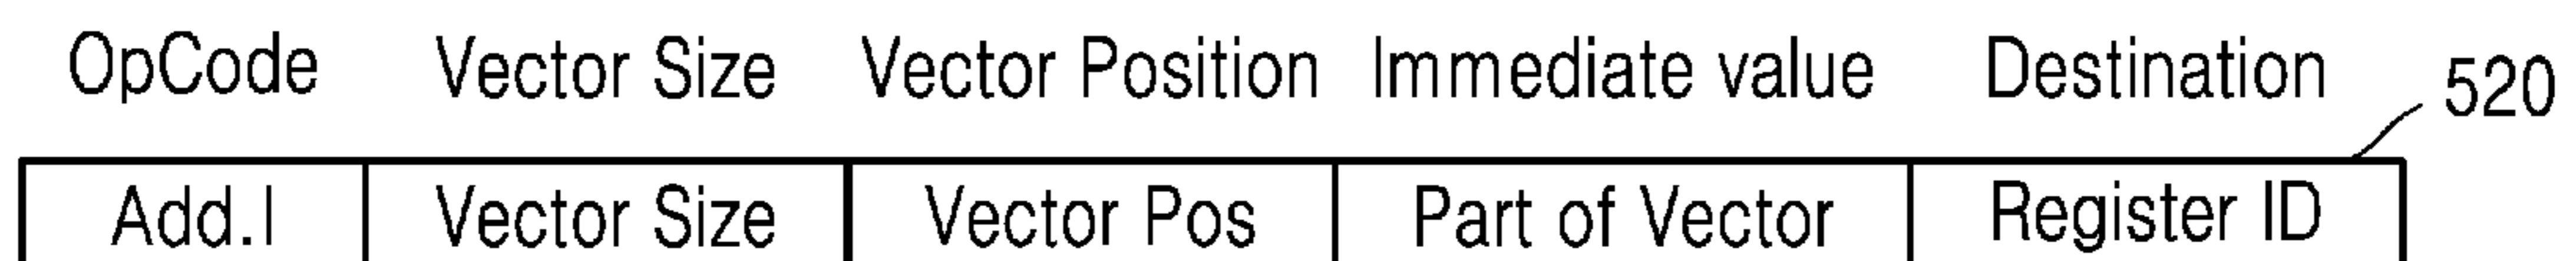 OpCode Vector Size Vector Position Immediate value Destination 520
Add.I Vector Size Vector Pos Part of Vector Register ID